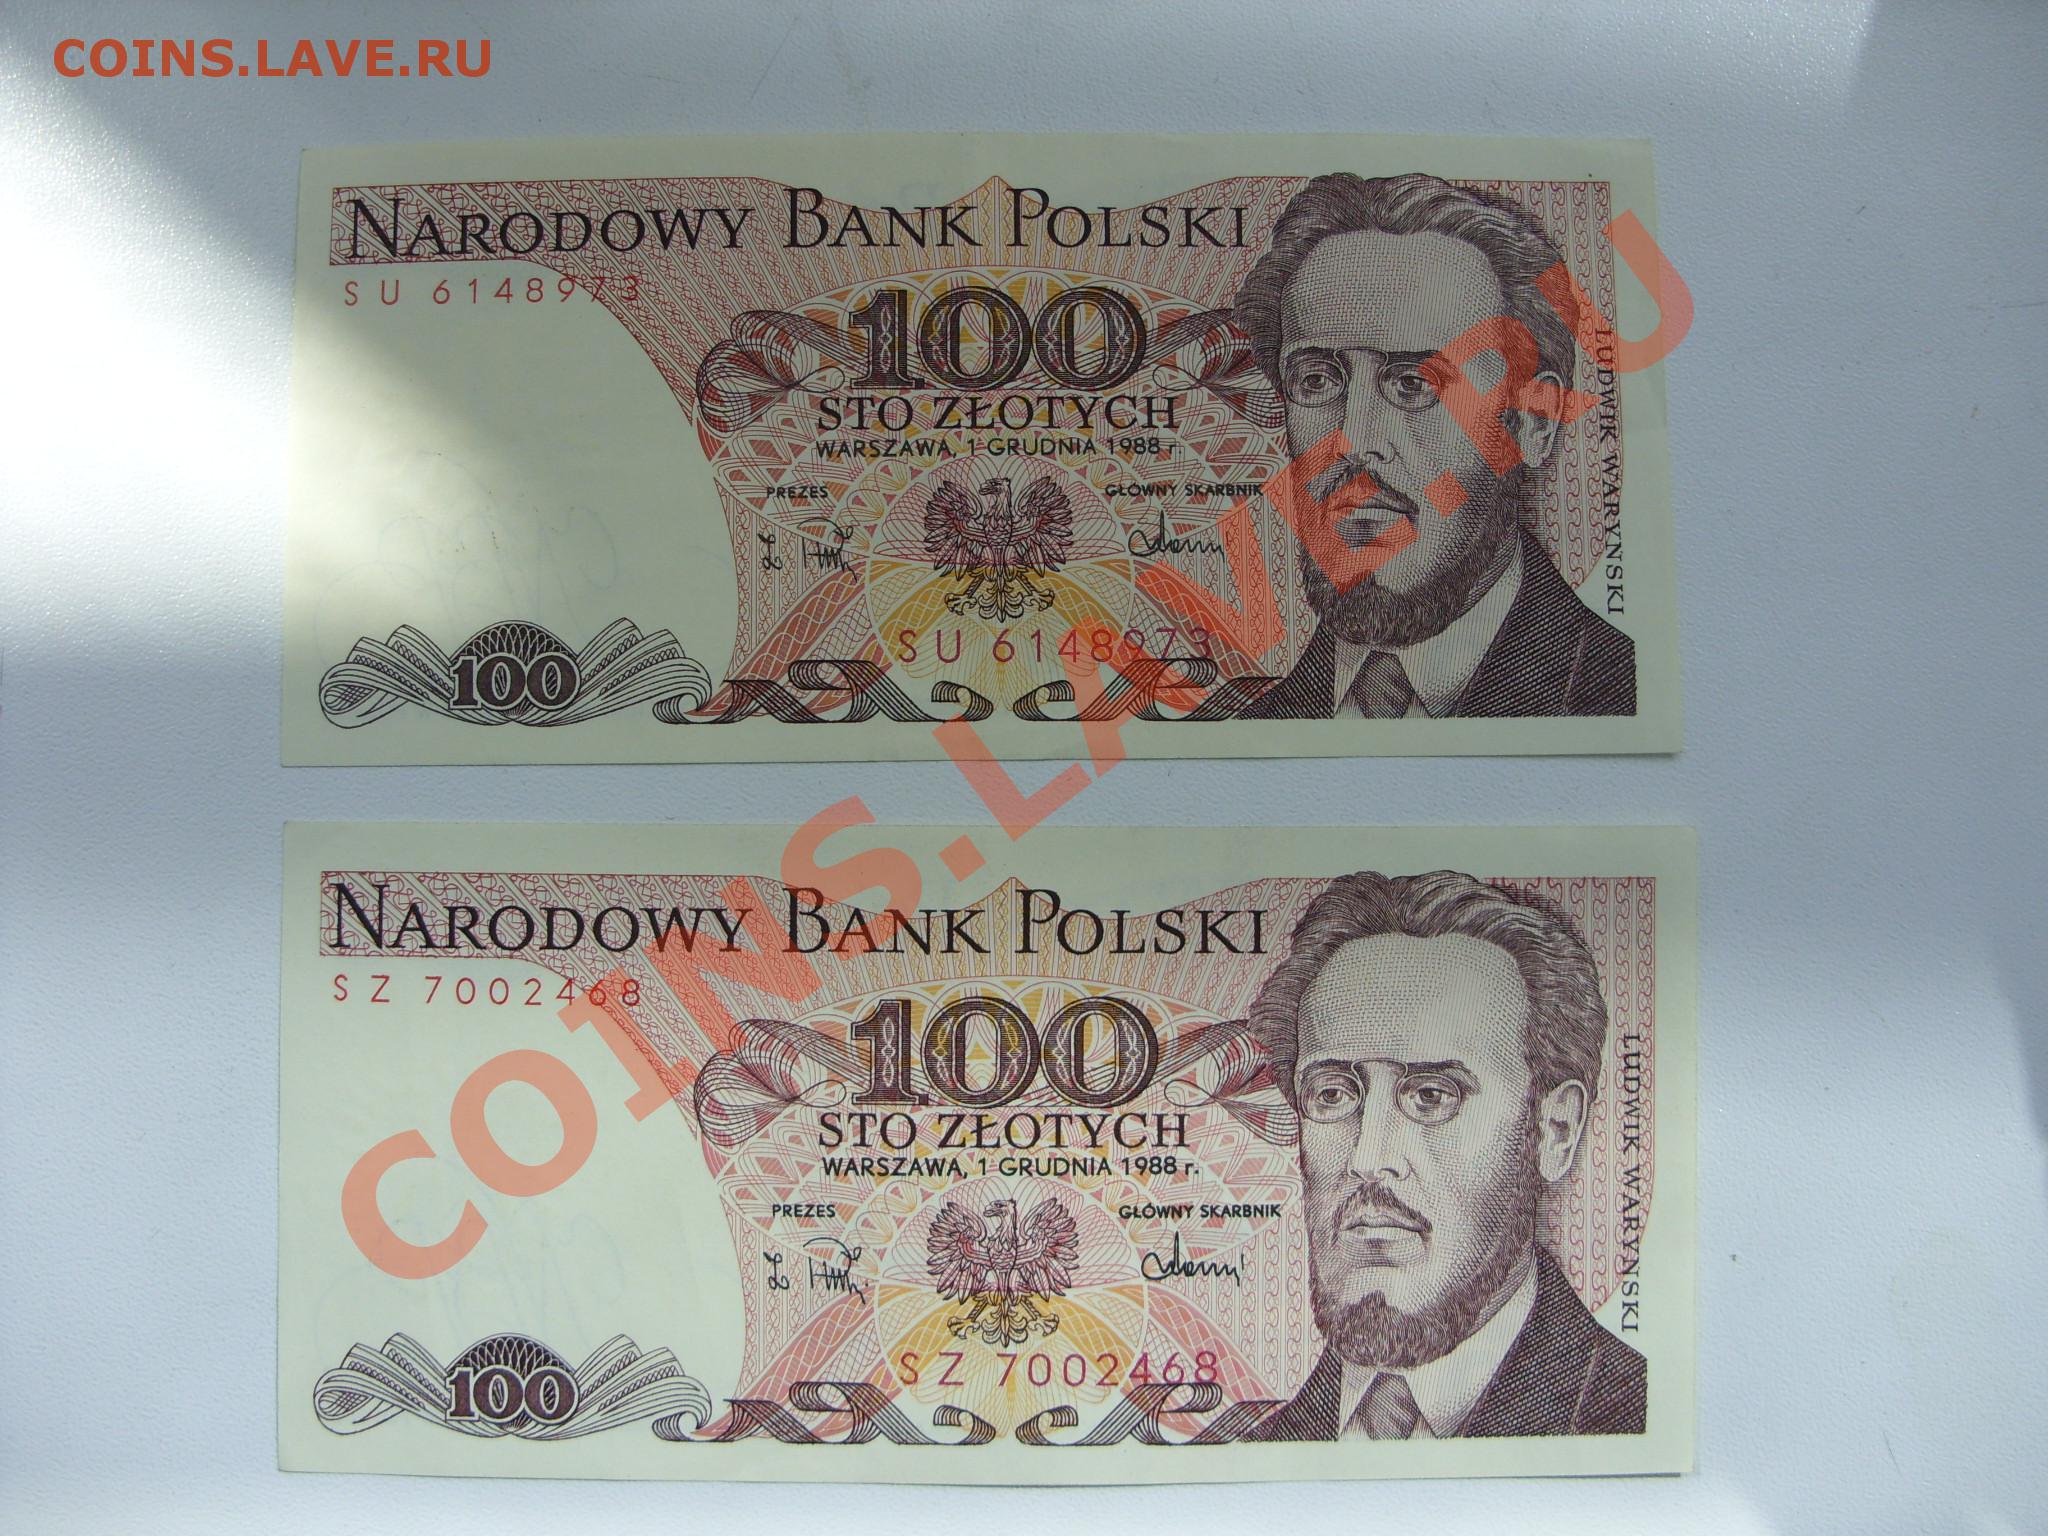 COINS.LAVE.RU
NARODOWY BANK POLSKI
SU 6148973
100
STO ZŁOTYCH
WARSZAWA, 1 GRUDNIA 1988 r.
PREZES GŁÓWNY SKARBNIK
SU 6148973
100
LUDWIK WARYŃSKI
COINS.LAVE.RU
NARODOWY BANK POLSKI
SZ 7002468
100
STO ZŁOTYCH
WARSZAWA, 1 GRUDNIA 1988 r.
PREZES GŁÓWNY SKARBNIK
SZ 7002468
100
LUDWIK WARYŃSKI